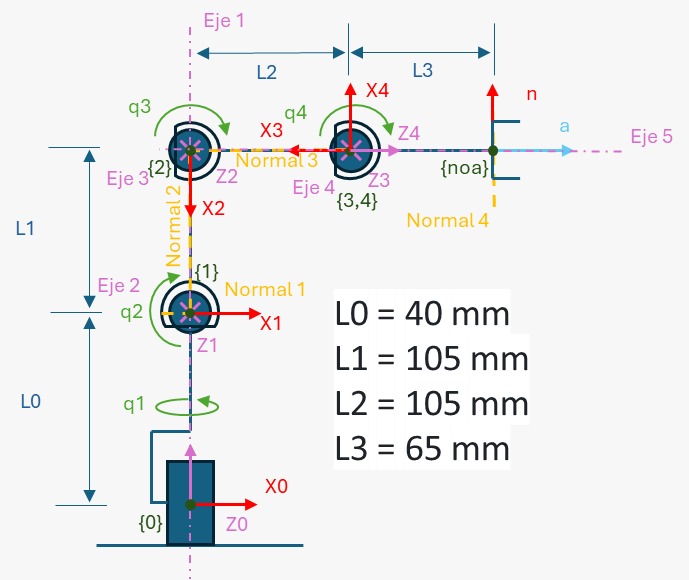 Eje 1
L2
L3
q3
q4
X4
n
X3
Z4
a
Eje 5
Normal 3
{2}
Eje 3
Z2
Eje 4
Z3
{noa}
{3,4}
X2
Normal 2
Normal 4
L1
{1}
Eje 2
Normal 1
q2
X1
Z1
L0 = 40 mm
L1 = 105 mm
L2 = 105 mm
L3 = 65 mm
L0
q1
X0
{0}
Z0